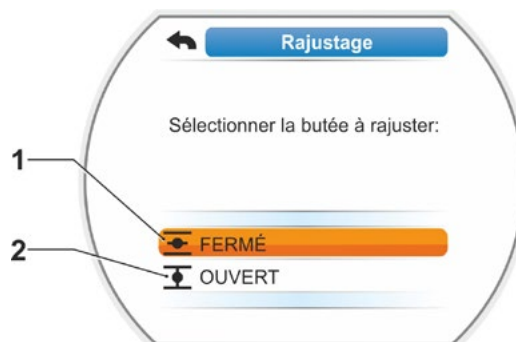 Rajustage
Sélectionner la butée à rajuster:
1
FERMÉ
2
OUVERT